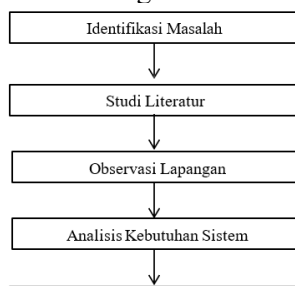 Identifikasi Masalah
Studi Literatur
Observasi Lapangan
Analisis Kebutuhan Sistem